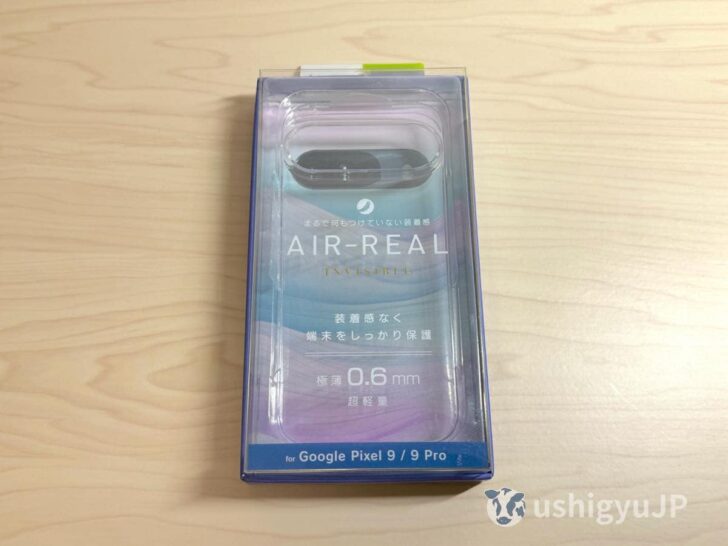 まるで何もつけていない装着感
AIR-REAL
INVISIBLE
装着感なく
端末をしっかり保護
極薄 0.6 mm
超軽量
for Google Pixel 9 / 9 Pro
ushigyuJP